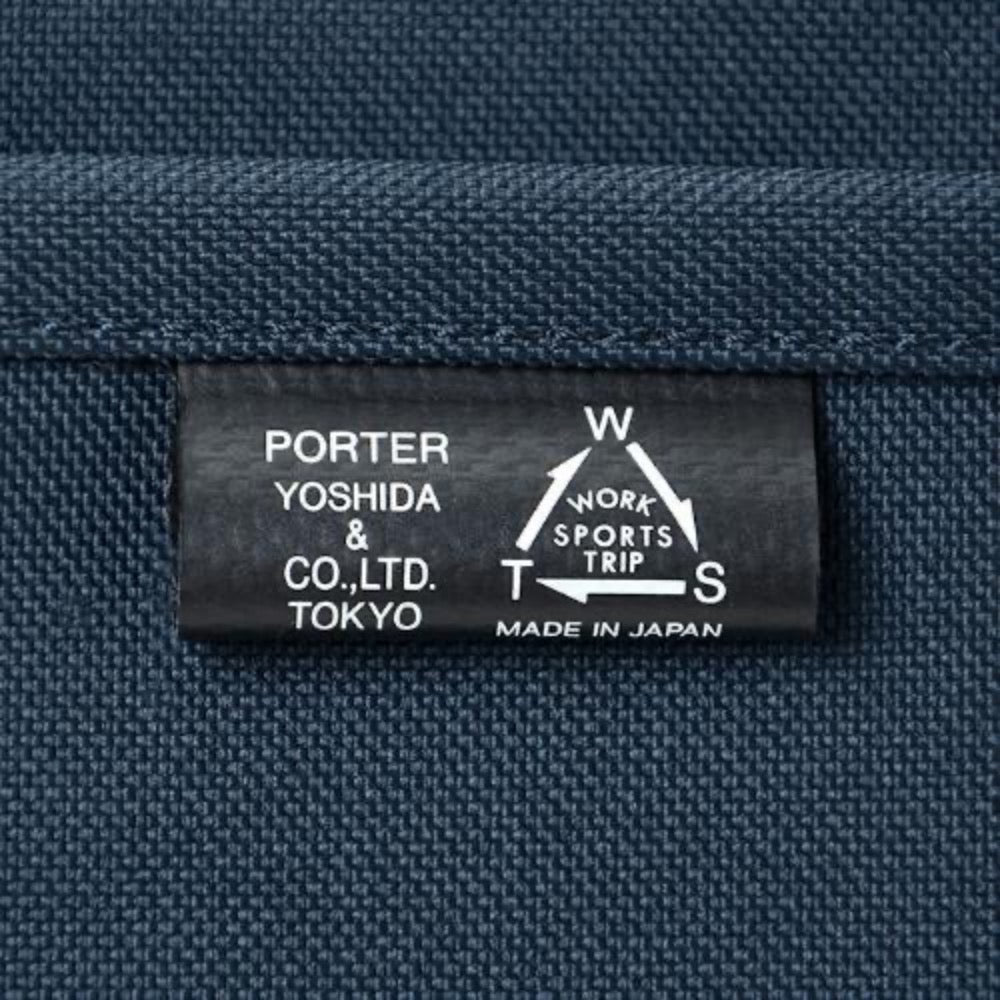 PORTER
YOSHIDA
&
CO.,LTD.
TOKYO
W
WORK
SPORTS
TRIP
T S
MADE IN JAPAN